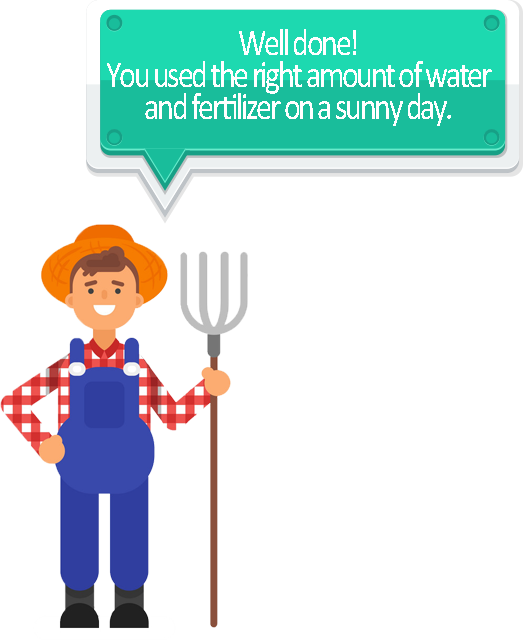 Well done!
You used the right amount of water
and fertilizer on a sunny day.